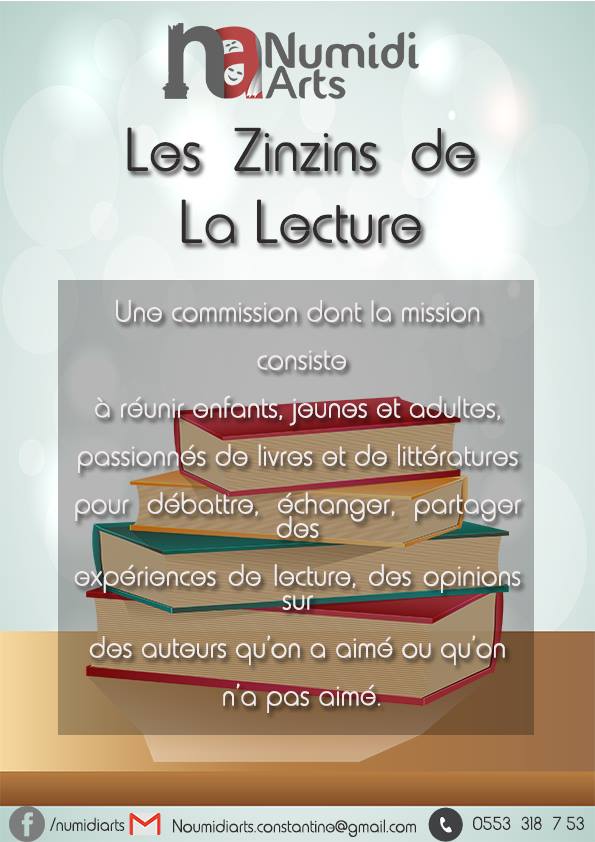 na Numidi
Arts
Les Zinzins de
La Lecture
Une commission dont la mission
consiste
à réunir enfants, jeunes et adultes,
passionnés de livres et de littératures
pour débattre, échanger, partager
des
expériences de lecture, des opinions
sur
des auteurs qu'on a aimé ou qu'on
n'a pas aimé.
/numidiarts Noumidiarts.constantine@gmail.com 0553 318 7 53